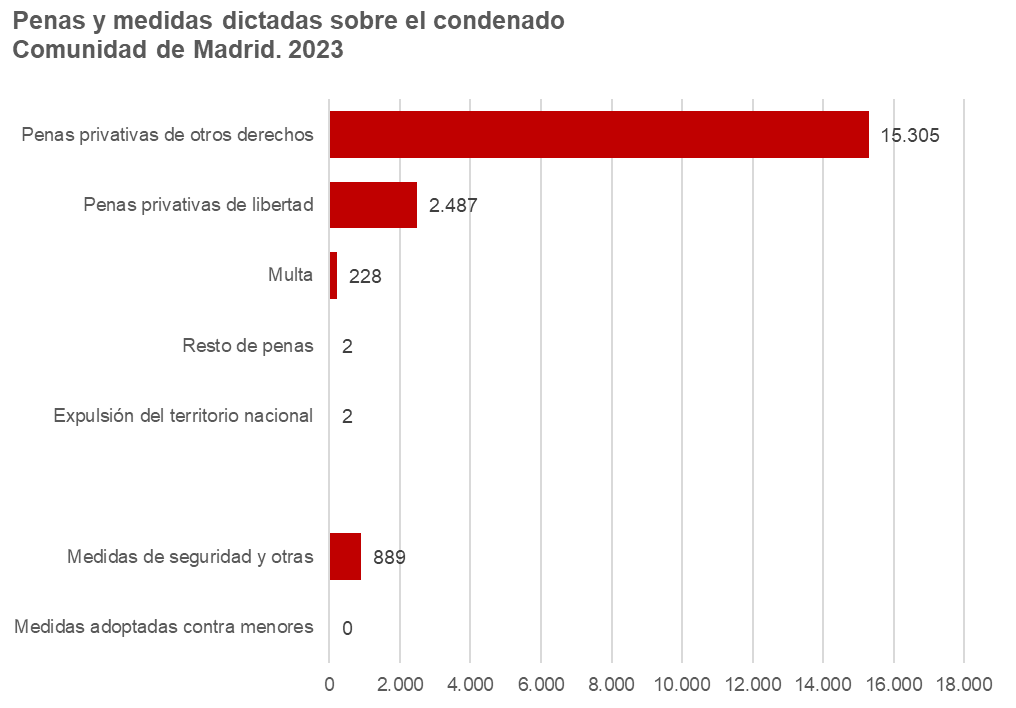 Penas y medidas dictadas sobre el condenado
Comunidad de Madrid. 2023
Penas privativas de otros derechos 15.305
Penas privativas de libertad 2.487
Multa 228
Resto de penas 2
Expulsión del territorio nacional 2
Medidas de seguridad y otras 889
Medidas adoptadas contra menores 0
0 2.000 4.000 6.000 8.000 10.000 12.000 14.000 16.000 18.000